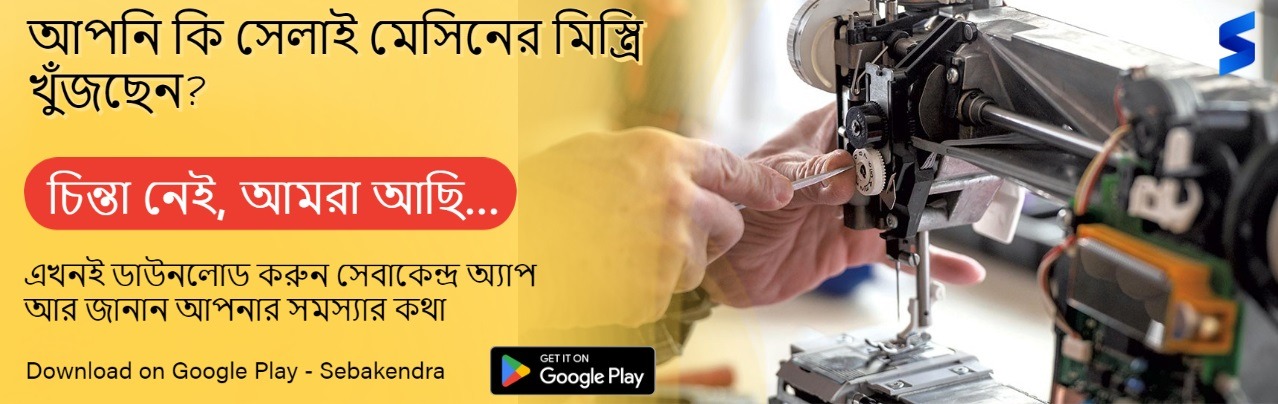 আপনি কি সেলাই মেসিনের মিস্ত্রি
খুঁজছেন?
চিন্তা নেই, আমরা আছি...
এখনই ডাউনলোড করুন সেবাকেন্দ্র অ্যাপ
আর জানান আপনার সমস্যার কথা
Download on Google Play - Sebakendra
GET IT ON
Google Play